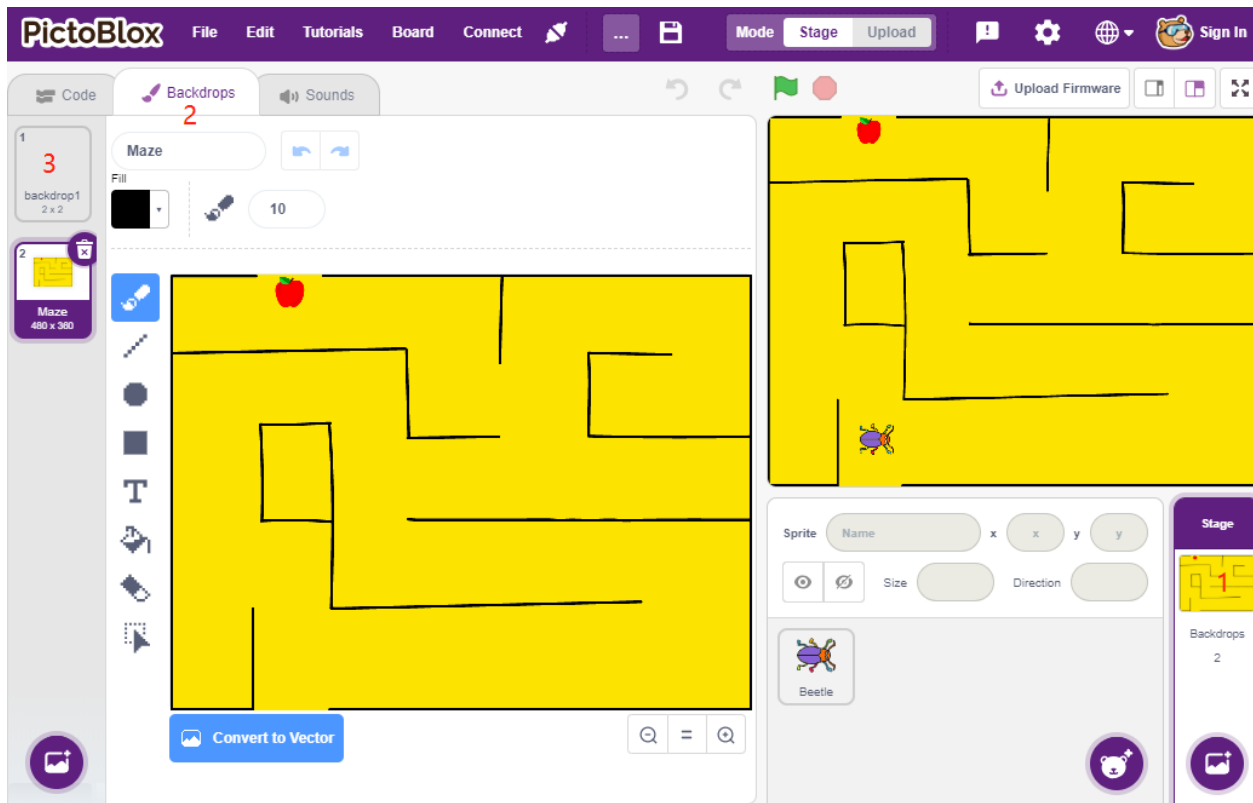 PictoBlox File Edit Tutorials Board Connect ... Mode Stage Upload Sign In
Code Backdrops Sounds Upload Firmware
2
1
3
backdrop1
2 x 2
Maze
Fill
10
2
Maze
480 x 360
Convert to Vector
=
Sprite Name x x y y
Size Direction
Beetle
Stage
1
Backdrops
2